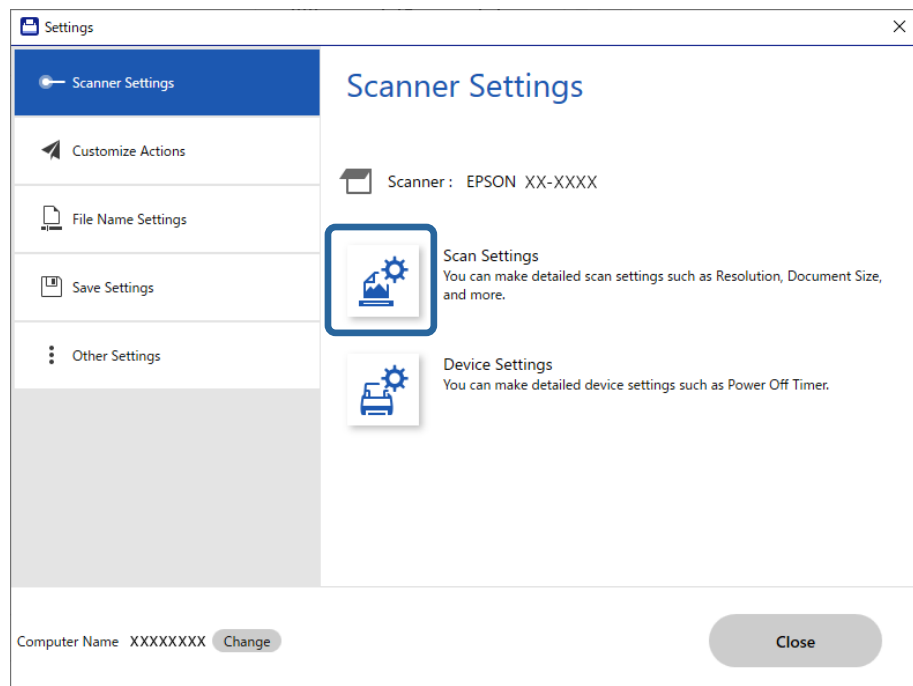 Settings
Scanner Settings
Customize Actions
File Name Settings
Save Settings
Other Settings
Scanner Settings
Scanner : EPSON XX-XXXX
Scan Settings
You can make detailed scan settings such as Resolution, Document Size,
and more.
Device Settings
You can make detailed device settings such as Power Off Timer.
Computer Name XXXXXXXX Change
Close